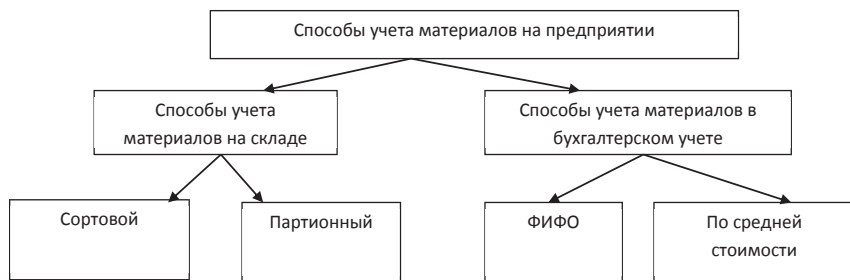 Способы учета материалов на предприятии
Способы учета
материалов на складе
Способы учета материалов в
бухгалтерском учете
Сортовой
Партионный
ФИФО
По средней
стоимости